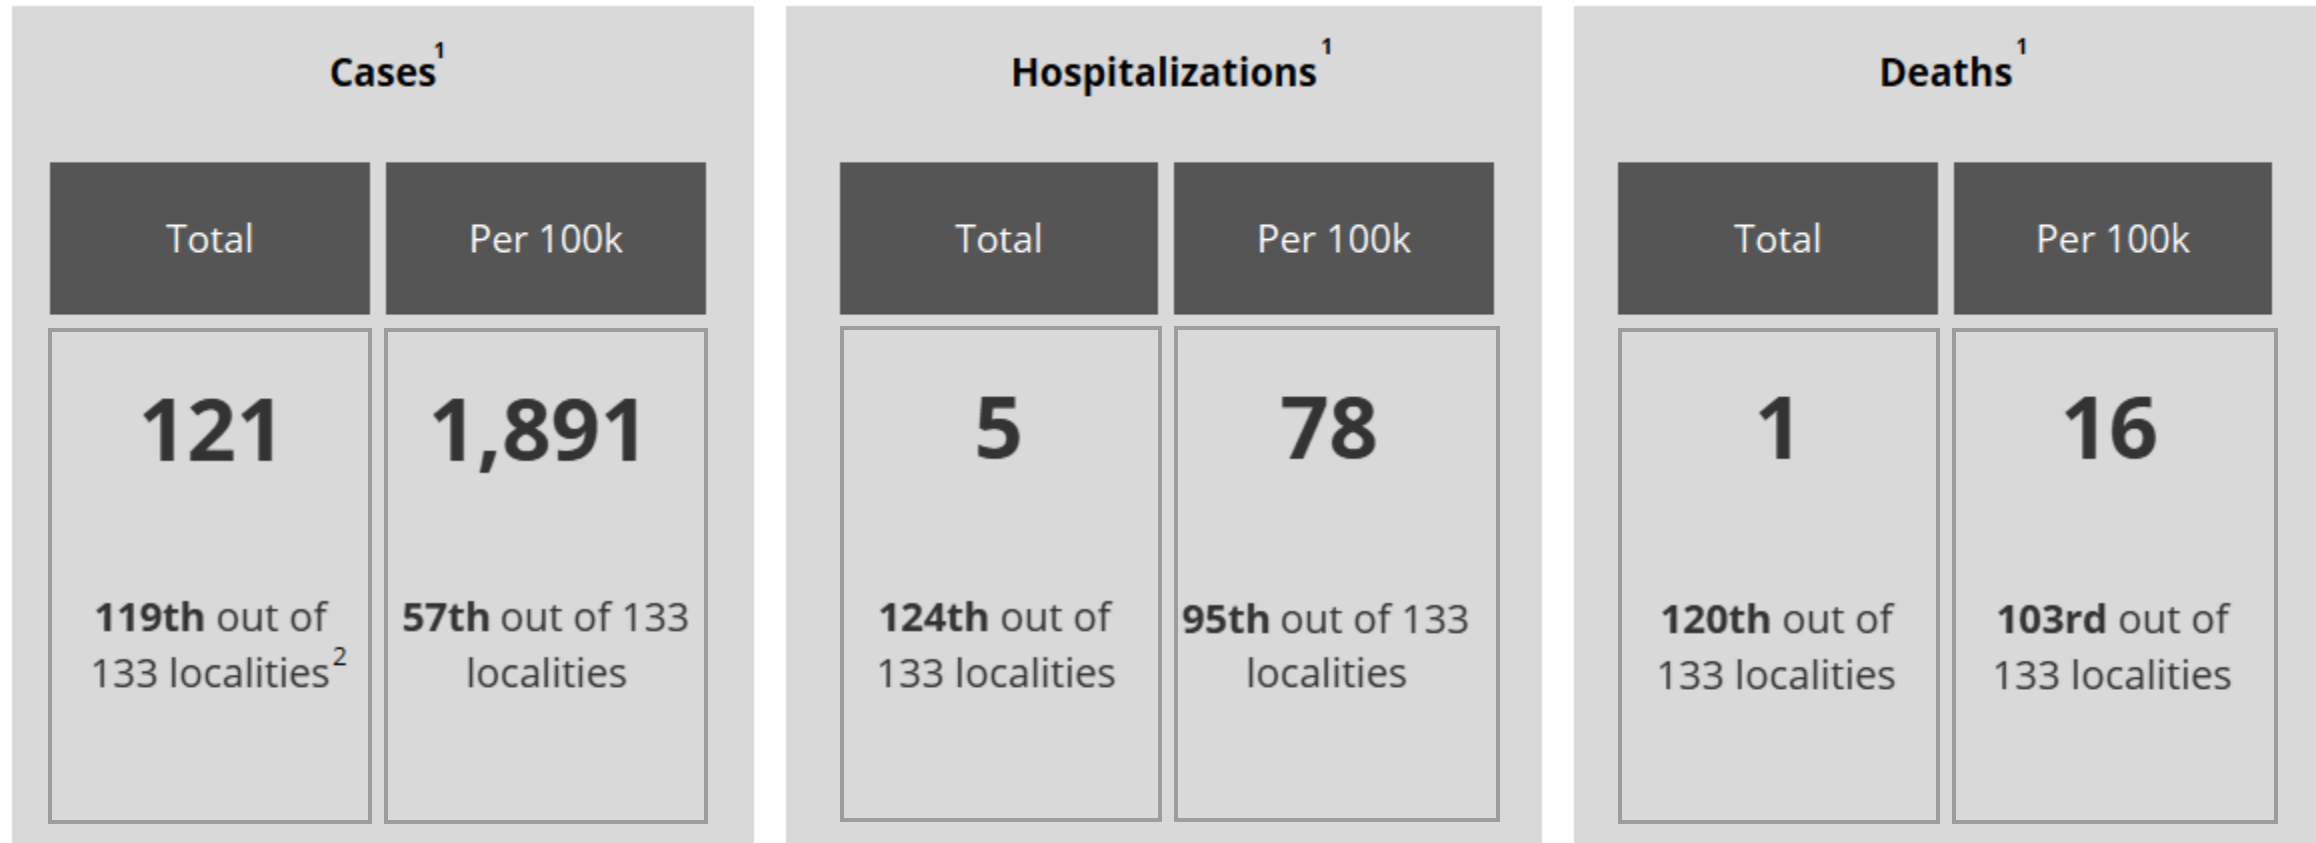 Cases¹
Total
Per 100k
121
1,891
119th out of
133 localities²
57th out of 133
localities
Hospitalizations¹
Total
Per 100k
5
78
124th out of
133 localities
95th out of 133
localities
Deaths¹
Total
Per 100k
1
16
120th out of
133 localities
103rd out of
133 localities